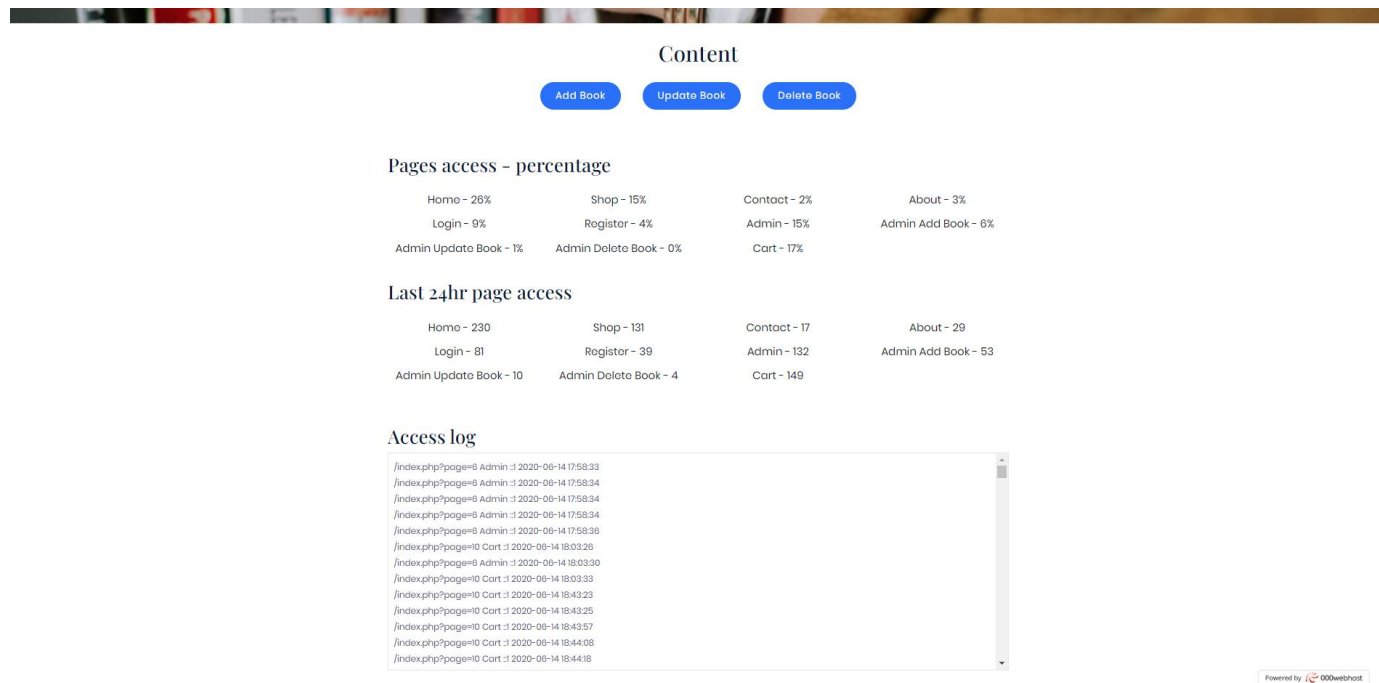 Content
Add Book Update Book Delete Book
Pages access - percentage
Home - 26% Shop - 15% Contact - 2% About - 3%
Login - 9% Register - 4% Admin - 15% Admin Add Book - 6%
Admin Update Book - 1% Admin Delete Book - 0% Cart - 17%
Last 24hr page access
Home - 230 Shop - 131 Contact - 17 About - 29
Login - 81 Register - 39 Admin - 132 Admin Add Book - 53
Admin Update Book - 10 Admin Delete Book - 4 Cart - 149
Access log
/index.php?page=6 Admin ::1 2020-06-14 17:58:33
/index.php?page=6 Admin ::1 2020-06-14 17:58:34
/index.php?page=6 Admin ::1 2020-06-14 17:58:34
/index.php?page=6 Admin ::1 2020-06-14 17:58:34
/index.php?page=6 Admin ::1 2020-06-14 17:58:36
/index.php?page=10 Cart ::1 2020-06-14 18:03:26
/index.php?page=6 Admin ::1 2020-06-14 18:03:30
/index.php?page=10 Cart ::1 2020-06-14 18:03:33
/index.php?page=10 Cart ::1 2020-06-14 18:43:23
/index.php?page=10 Cart ::1 2020-06-14 18:43:25
/index.php?page=10 Cart ::1 2020-06-14 18:43:57
/index.php?page=10 Cart ::1 2020-06-14 18:44:08
/index.php?page=10 Cart ::1 2020-06-14 18:44:18
Powered by 000webhost